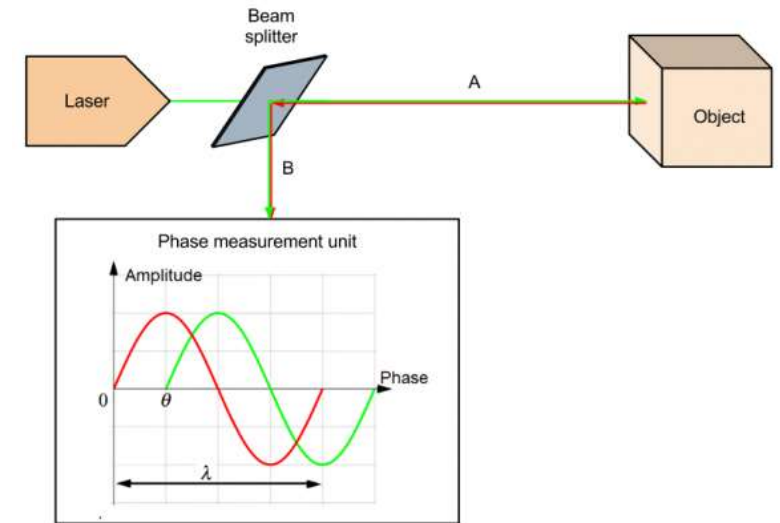 Beam
splitter
Laser
A
Object
B
Phase measurement unit
Amplitude
Phase
0
θ
λ